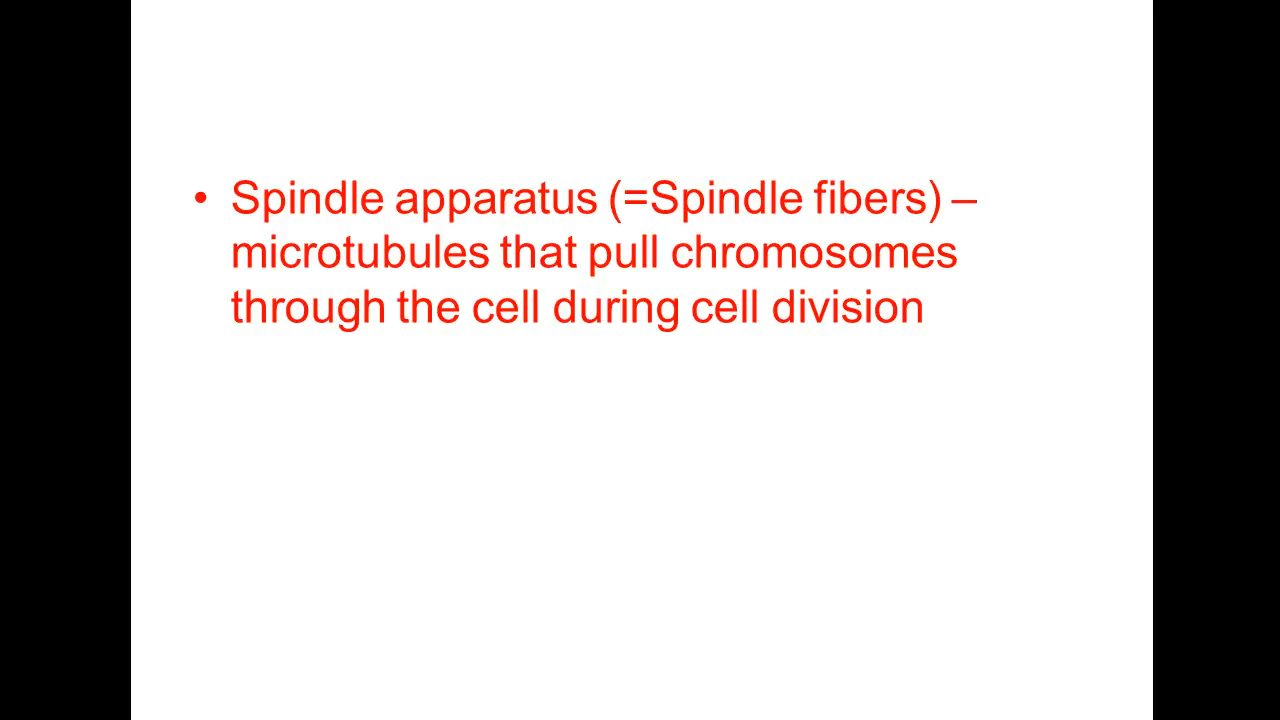 • Spindle apparatus (=Spindle fibers) –
microtubules that pull chromosomes
through the cell during cell division